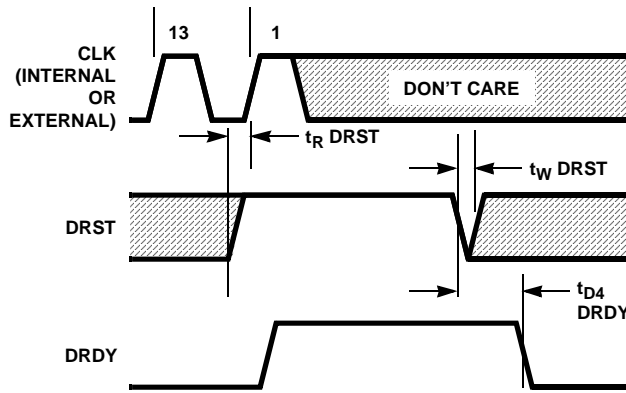 13 1
CLK
(INTERNAL
OR
EXTERNAL)
DON'T CARE
tR DRST
tW DRST
DRST
tD4
DRDY
DRDY